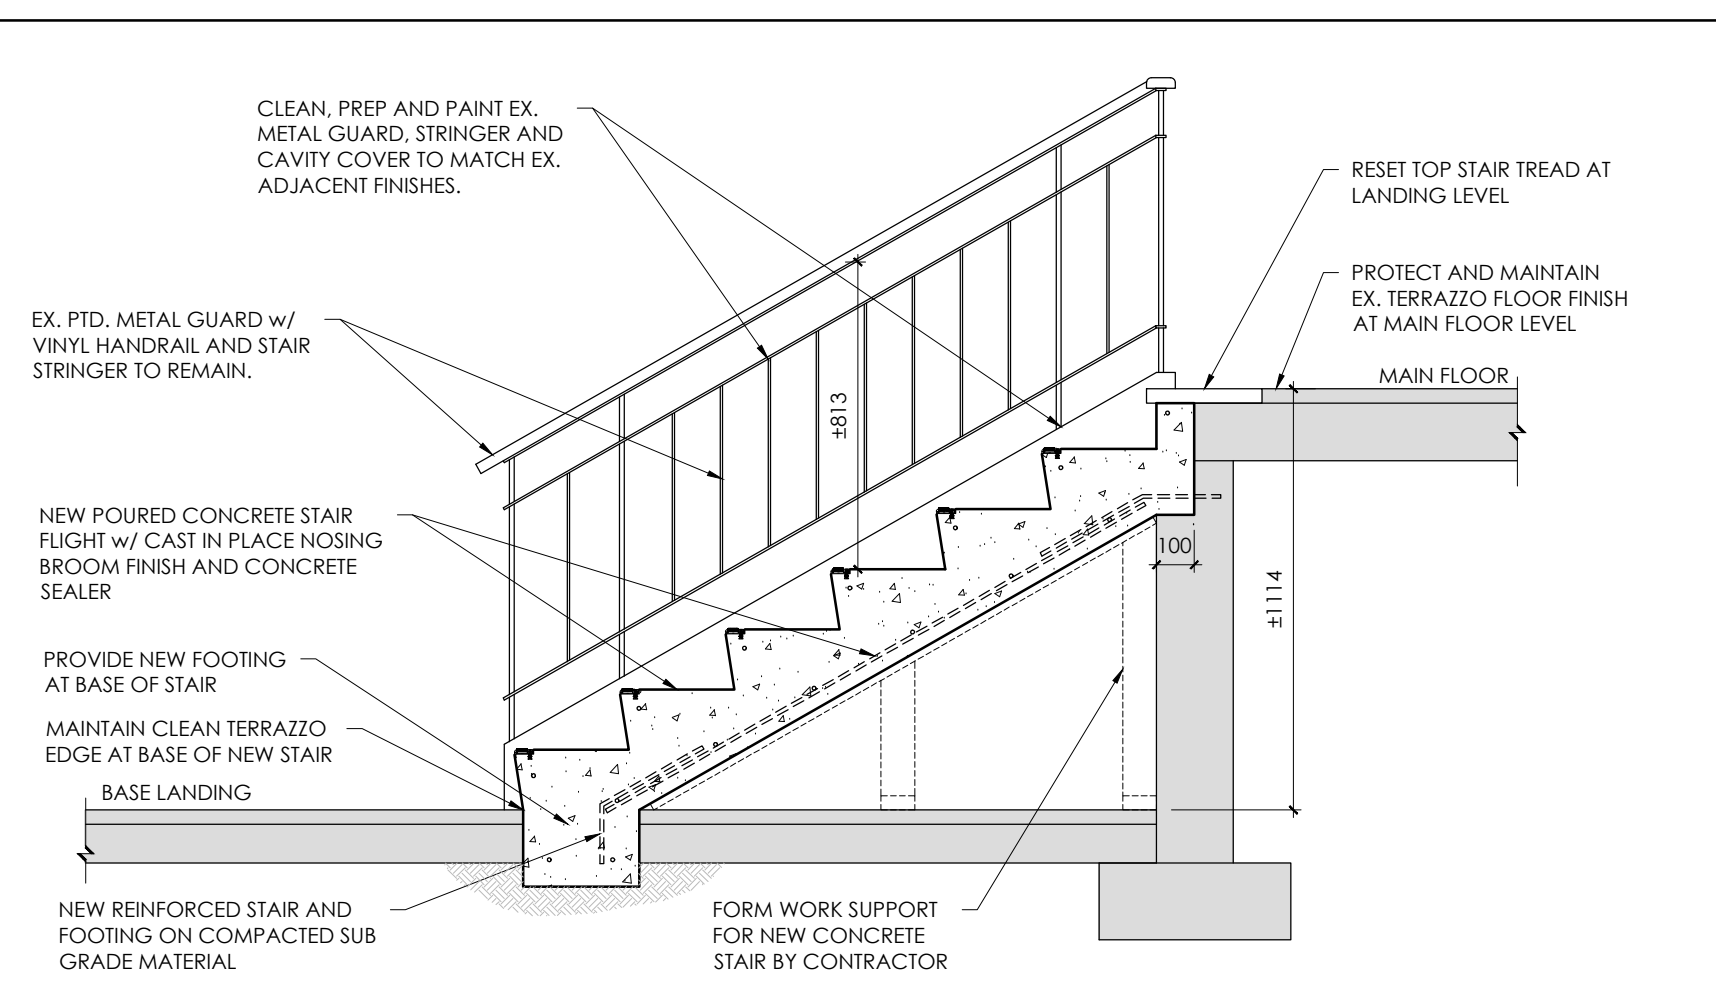 CLEAN, PREP AND PAINT EX.
METAL GUARD, STRINGER AND
CAVITY COVER TO MATCH EX.
ADJACENT FINISHES.
RESET TOP STAIR TREAD AT
LANDING LEVEL
PROTECT AND MAINTAIN
EX. TERRAZZO FLOOR FINISH
AT MAIN FLOOR LEVEL
EX. PTD. METAL GUARD w/
VINYL HANDRAIL AND STAIR
STRINGER TO REMAIN.
MAIN FLOOR
±813
NEW POURED CONCRETE STAIR
FLIGHT w/ CAST IN PLACE NOSING
BROOM FINISH AND CONCRETE
SEALER
100
±1114
PROVIDE NEW FOOTING
AT BASE OF STAIR
MAINTAIN CLEAN TERRAZZO
EDGE AT BASE OF NEW STAIR
BASE LANDING
NEW REINFORCED STAIR AND
FOOTING ON COMPACTED SUB
GRADE MATERIAL
FORM WORK SUPPORT
FOR NEW CONCRETE
STAIR BY CONTRACTOR